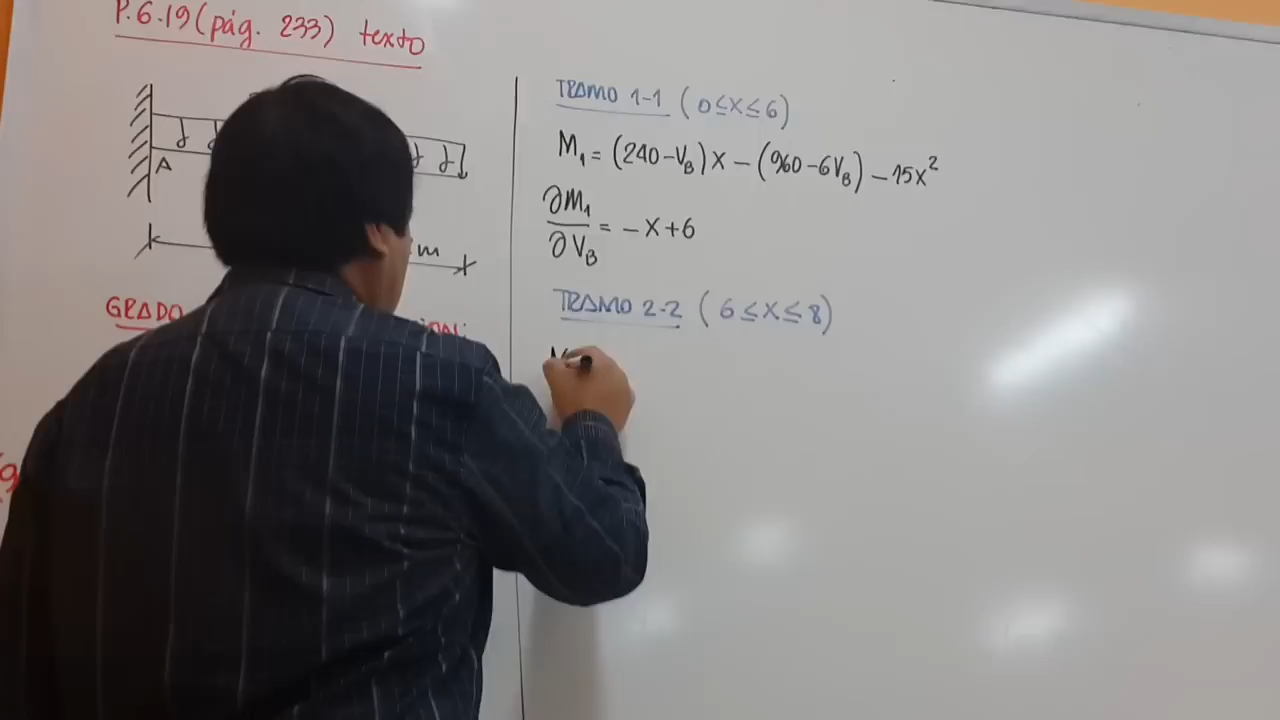 P.6.19 (pág. 233) texto
A
m
GRADO
TRAMO 1-1 (0≤x≤6)
M₁ = (240-V_B)x - (960-6V_B) - 15x²
∂M₁/∂V_B = -x+6
TRAMO 2-2 (6≤x≤8)